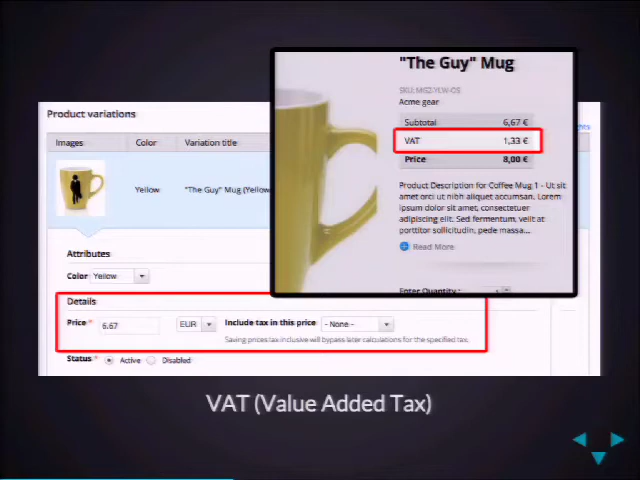 "The Guy" Mug
Acme gear
Subtotal 6,67 €
VAT 1,33 €
Price 8,00 €
Product Description for Coffee Mug 1 - Ut sit
amet orci ut nibh aliquet accumsan. Lorem
ipsum dolor sit amet, consectetuer
adipiscing elit. Sed fermentum, velit at
porttitor sollicitudin, pede massa...
Read More
Enter Quantity:
Product variations
Images Color Variation title
Yellow "The Guy" Mug (Yellow
Attributes
Color Yellow
Details
Price * 6.67 EUR Include tax in this price - None -
Saving prices tax inclusive will bypass later calculations for the specified tax.
Status * Active Disabled
VAT (Value Added Tax)